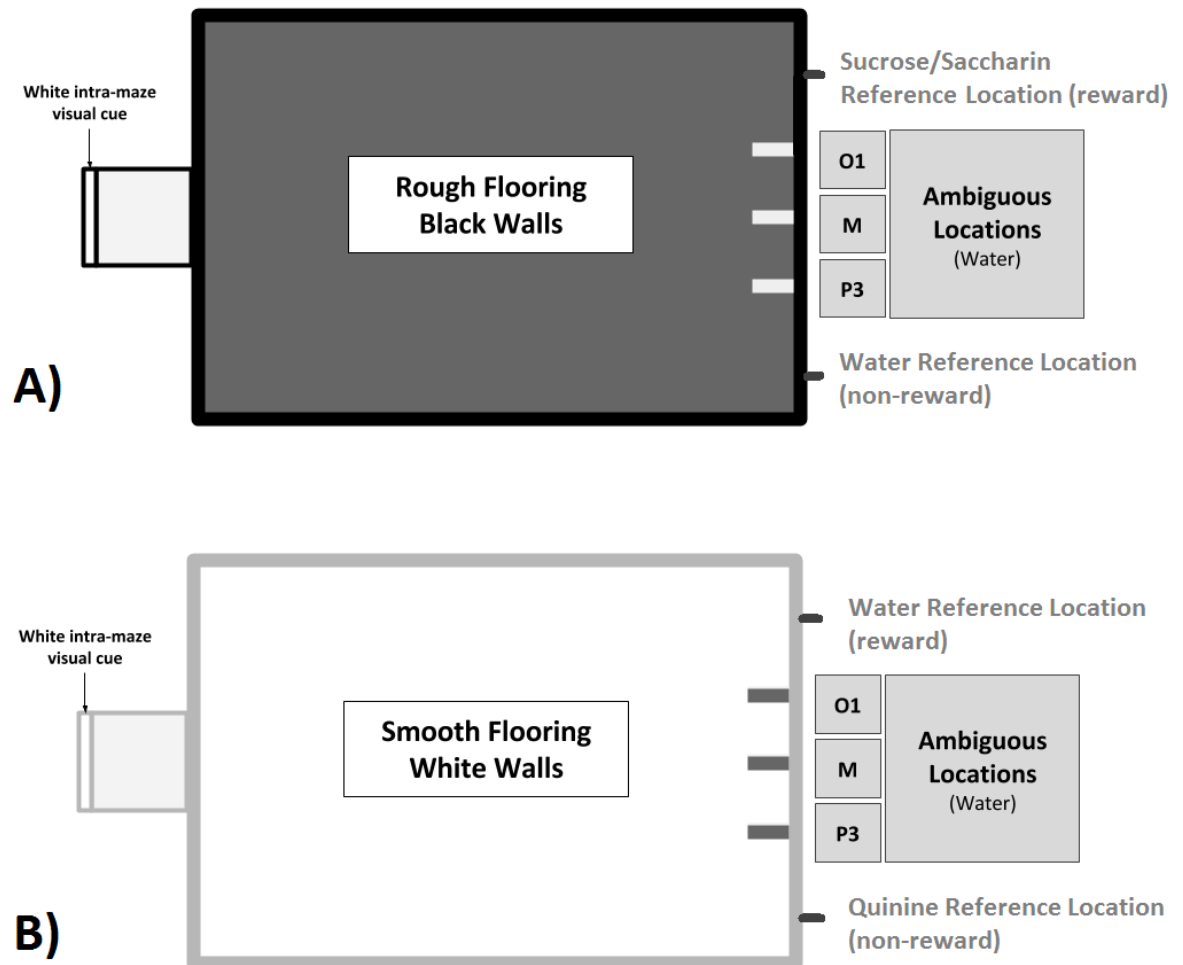 Sucrose/Saccharin
Reference Location (reward)
White intra-maze
visual cue
Rough Flooring
Black Walls
O1
M
P3
Ambiguous
Locations
(Water)
A)
Water Reference Location
(non-reward)
Water Reference Location
(reward)
White intra-maze
visual cue
Smooth Flooring
White Walls
O1
M
P3
Ambiguous
Locations
(Water)
B)
Quinine Reference Location
(non-reward)